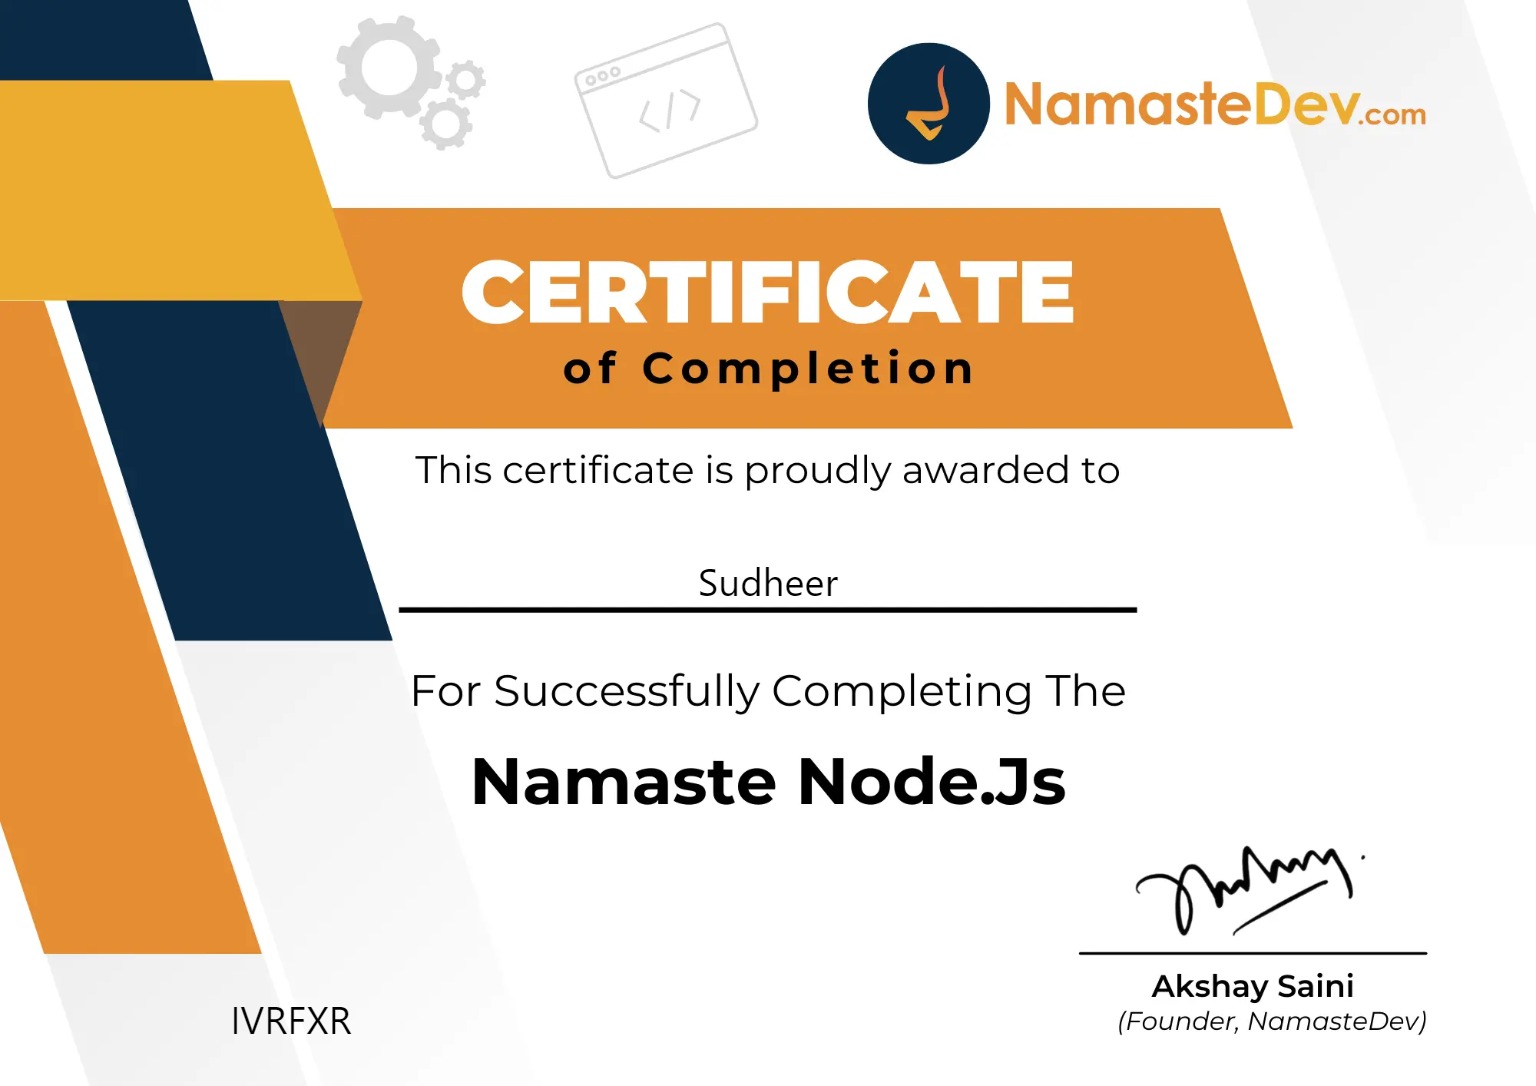 </>
NamasteDev.com
CERTIFICATE
of Completion
This certificate is proudly awarded to
Sudheer
For Successfully Completing The
Namaste Node.Js
Akshay Saini
(Founder, NamasteDev)
IVRFXR